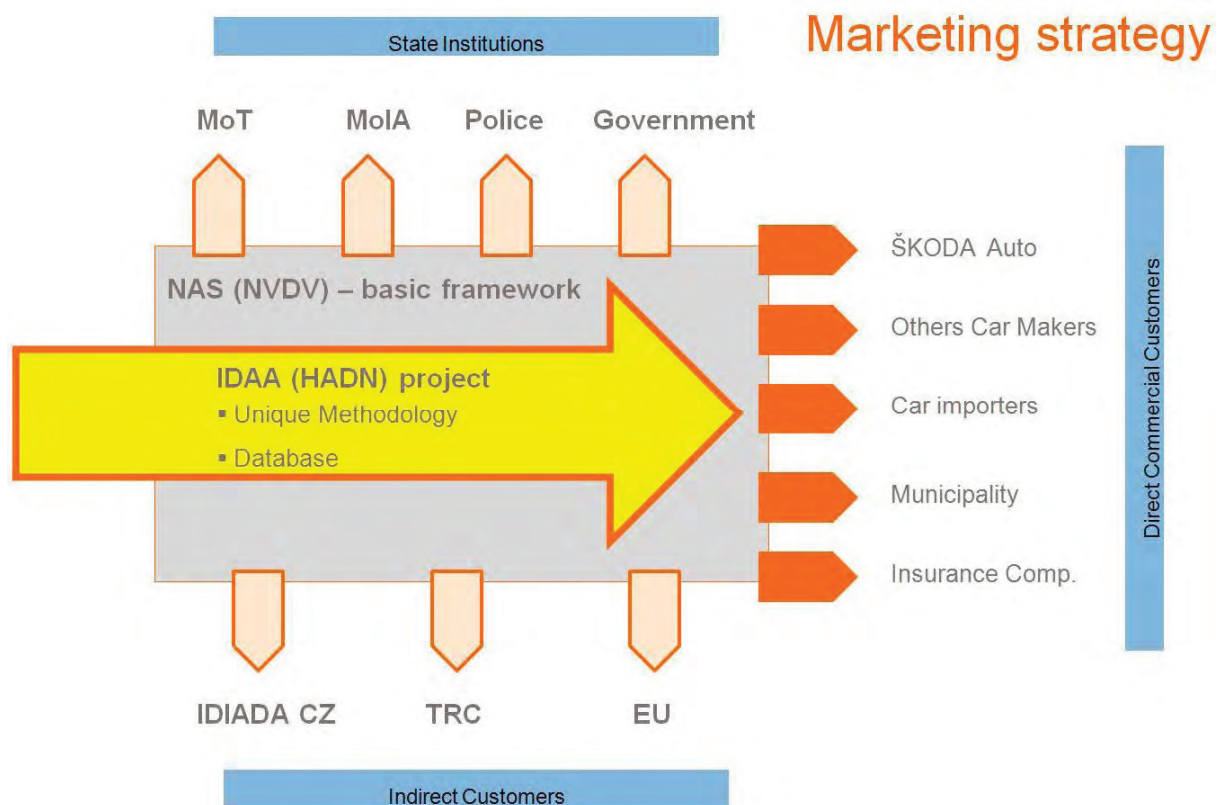 Marketing strategy
State Institutions
MoT
MoIA
Police
Government
NAS (NVDV) – basic framework
IDAA (HADN) project
▪ Unique Methodology
▪ Database
ŠKODA Auto
Others Car Makers
Car importers
Municipality
Insurance Comp.
Direct Commercial Customers
IDIADA CZ
TRC
EU
Indirect Customers